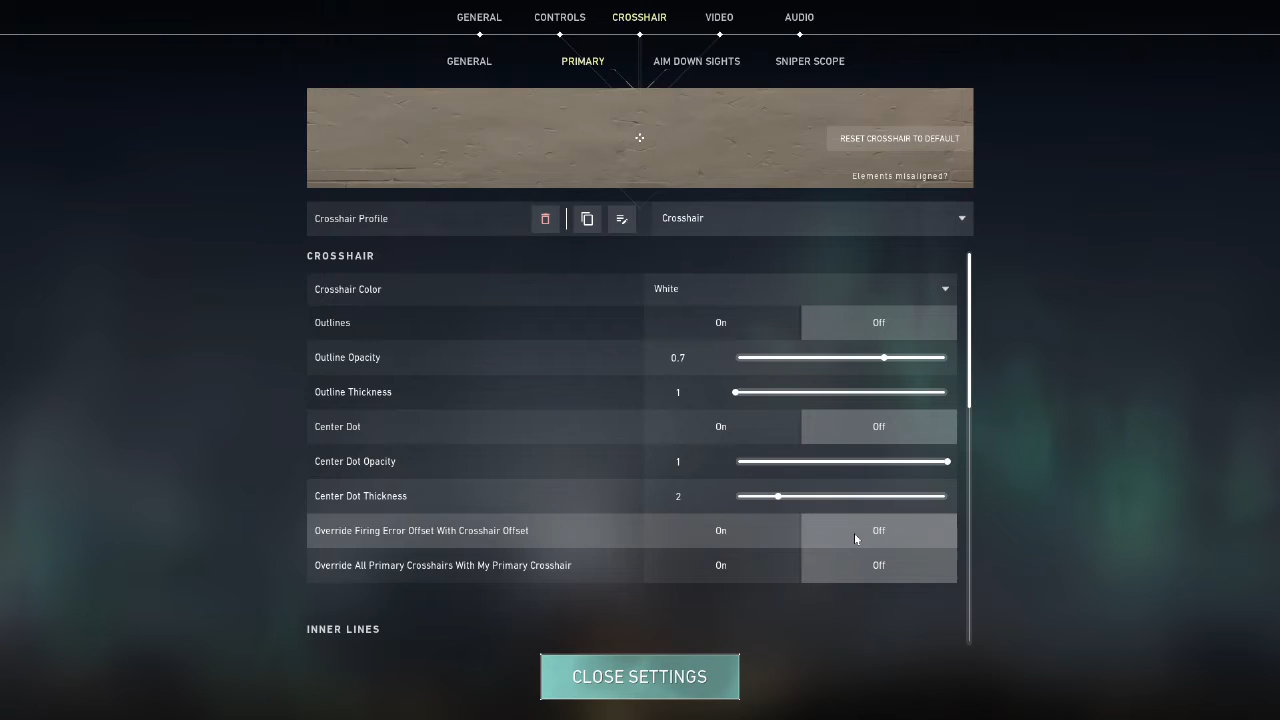 GENERAL CONTROLS CROSSHAIR VIDEO AUDIO
GENERAL PRIMARY AIM DOWN SIGHTS SNIPER SCOPE
RESET CROSSHAIR TO DEFAULT
Elements misaligned?
Crosshair Profile Crosshair
CROSSHAIR
Crosshair Color White
Outlines On Off
Outline Opacity 0.7
Outline Thickness 1
Center Dot On Off
Center Dot Opacity 1
Center Dot Thickness 2
Override Firing Error Offset With Crosshair Offset On Off
Override All Primary Crosshairs With My Primary Crosshair On Off
INNER LINES
CLOSE SETTINGS